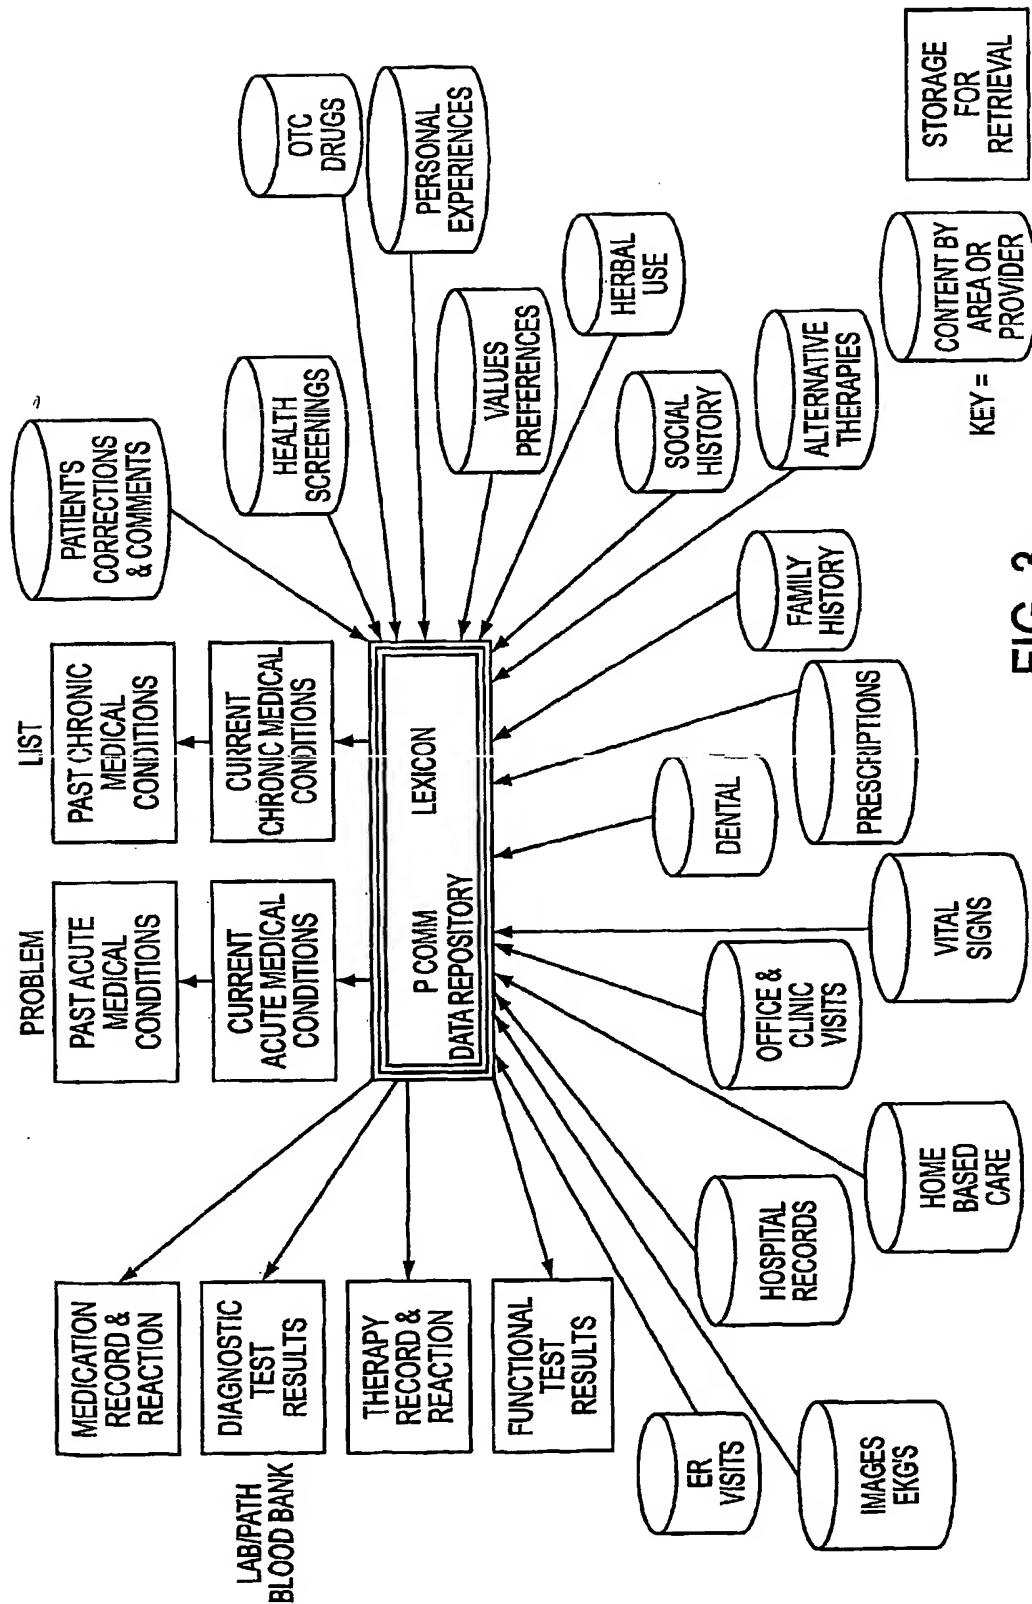 PROBLEM
LIST
PAST ACUTE
MEDICAL
CONDITIONS
PAST CHRONIC
MEDICAL
CONDITIONS
CURRENT
ACUTE MEDICAL
CONDITIONS
CURRENT
CHRONIC MEDICAL
CONDITIONS
PATIENT'S
CORRECTIONS
& COMMENTS
HEALTH
SCREENINGS
OTC
DRUGS
PERSONAL
EXPERIENCES
VALUES
PREFERENCES
HERBAL
USE
SOCIAL
HISTORY
ALTERNATIVE
THERAPIES
FAMILY
HISTORY
PRESCRIPTIONS
DENTAL
VITAL
SIGNS
OFFICE &
CLINIC
VISITS
HOME
BASED
CARE
HOSPITAL
RECORDS
IMAGES
EKG'S
ER
VISITS
MEDICATION
RECORD &
REACTION
LAB/PATH
BLOOD BANK
DIAGNOSTIC
TEST
RESULTS
THERAPY
RECORD &
REACTION
FUNCTIONAL
TEST
RESULTS
P COMM
DATA REPOSITORY
LEXICON
KEY =
CONTENT BY
AREA OR
PROVIDER
STORAGE
FOR
RETRIEVAL